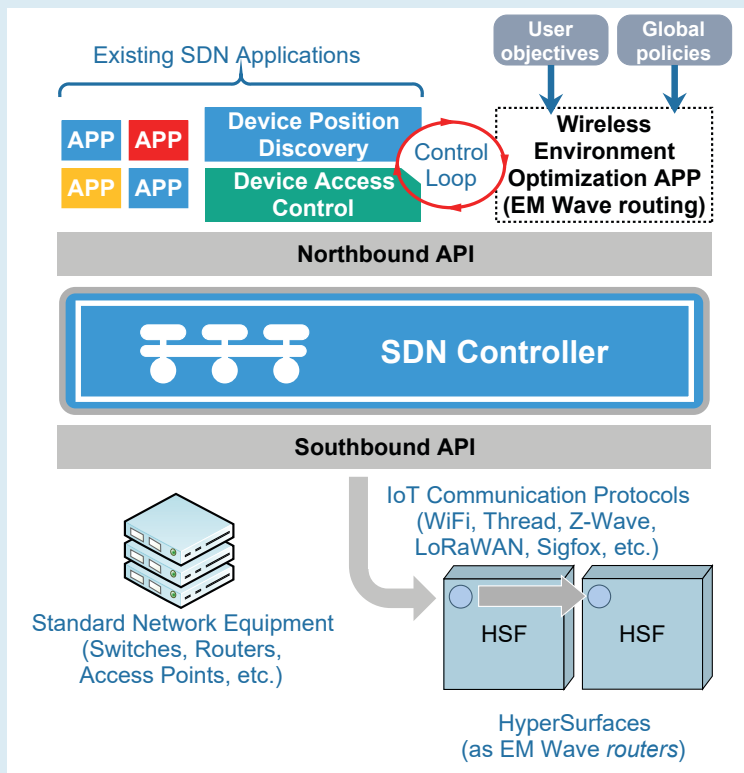 User
objectives
Global
policies
Existing SDN Applications
APP
APP
APP
APP
Device Position
Discovery
Device Access
Control
Control
Loop
Wireless
Environment
Optimization APP
(EM Wave routing)
Northbound API
SDN Controller
Southbound API
IoT Communication Protocols
(WiFi, Thread, Z-Wave,
LoRaWAN, Sigfox, etc.)
Standard Network Equipment
(Switches, Routers,
Access Points, etc.)
HSF
HSF
HyperSurfaces
(as EM Wave routers)